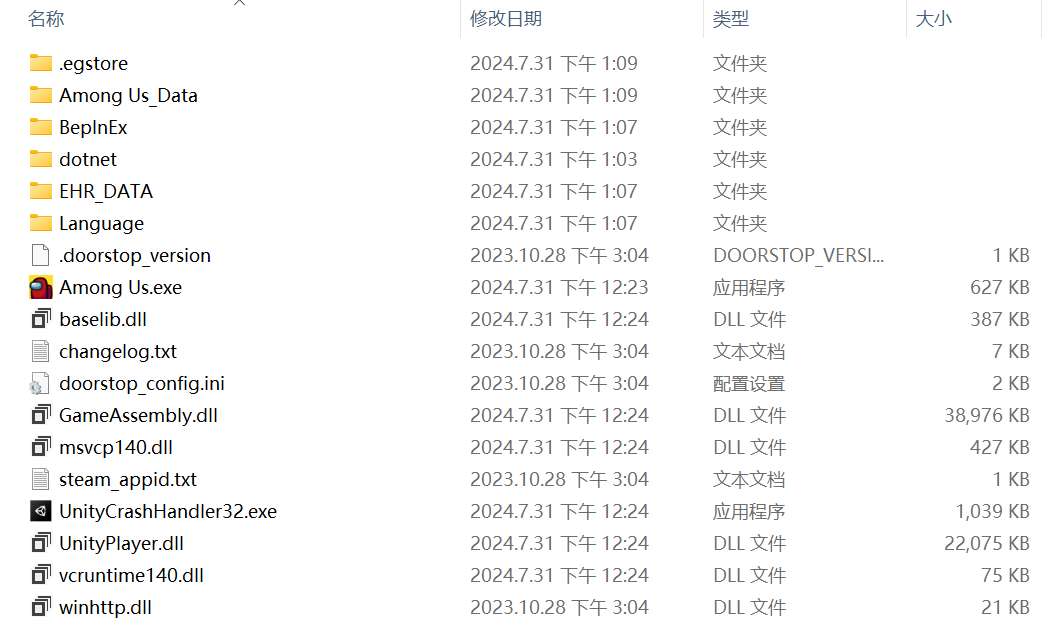 名称 修改日期 类型 大小
.egstore 2024.7.31 下午 1:09 文件夹
Among Us_Data 2024.7.31 下午 1:09 文件夹
BepInEx 2024.7.31 下午 1:07 文件夹
dotnet 2024.7.31 下午 1:03 文件夹
EHR_DATA 2024.7.31 下午 1:07 文件夹
Language 2024.7.31 下午 1:07 文件夹
.doorstop_version 2023.10.28 下午 3:04 DOORSTOP_VERSI... 1 KB
Among Us.exe 2024.7.31 下午 12:23 应用程序 627 KB
baselib.dll 2024.7.31 下午 12:24 DLL 文件 387 KB
changelog.txt 2023.10.28 下午 3:04 文本文档 7 KB
doorstop_config.ini 2023.10.28 下午 3:04 配置设置 2 KB
GameAssembly.dll 2024.7.31 下午 12:24 DLL 文件 38,976 KB
msvcp140.dll 2024.7.31 下午 12:24 DLL 文件 427 KB
steam_appid.txt 2023.10.28 下午 3:04 文本文档 1 KB
UnityCrashHandler32.exe 2024.7.31 下午 12:24 应用程序 1,039 KB
UnityPlayer.dll 2024.7.31 下午 12:24 DLL 文件 22,075 KB
vcruntime140.dll 2024.7.31 下午 12:24 DLL 文件 75 KB
winhttp.dll 2023.10.28 下午 3:04 DLL 文件 21 KB